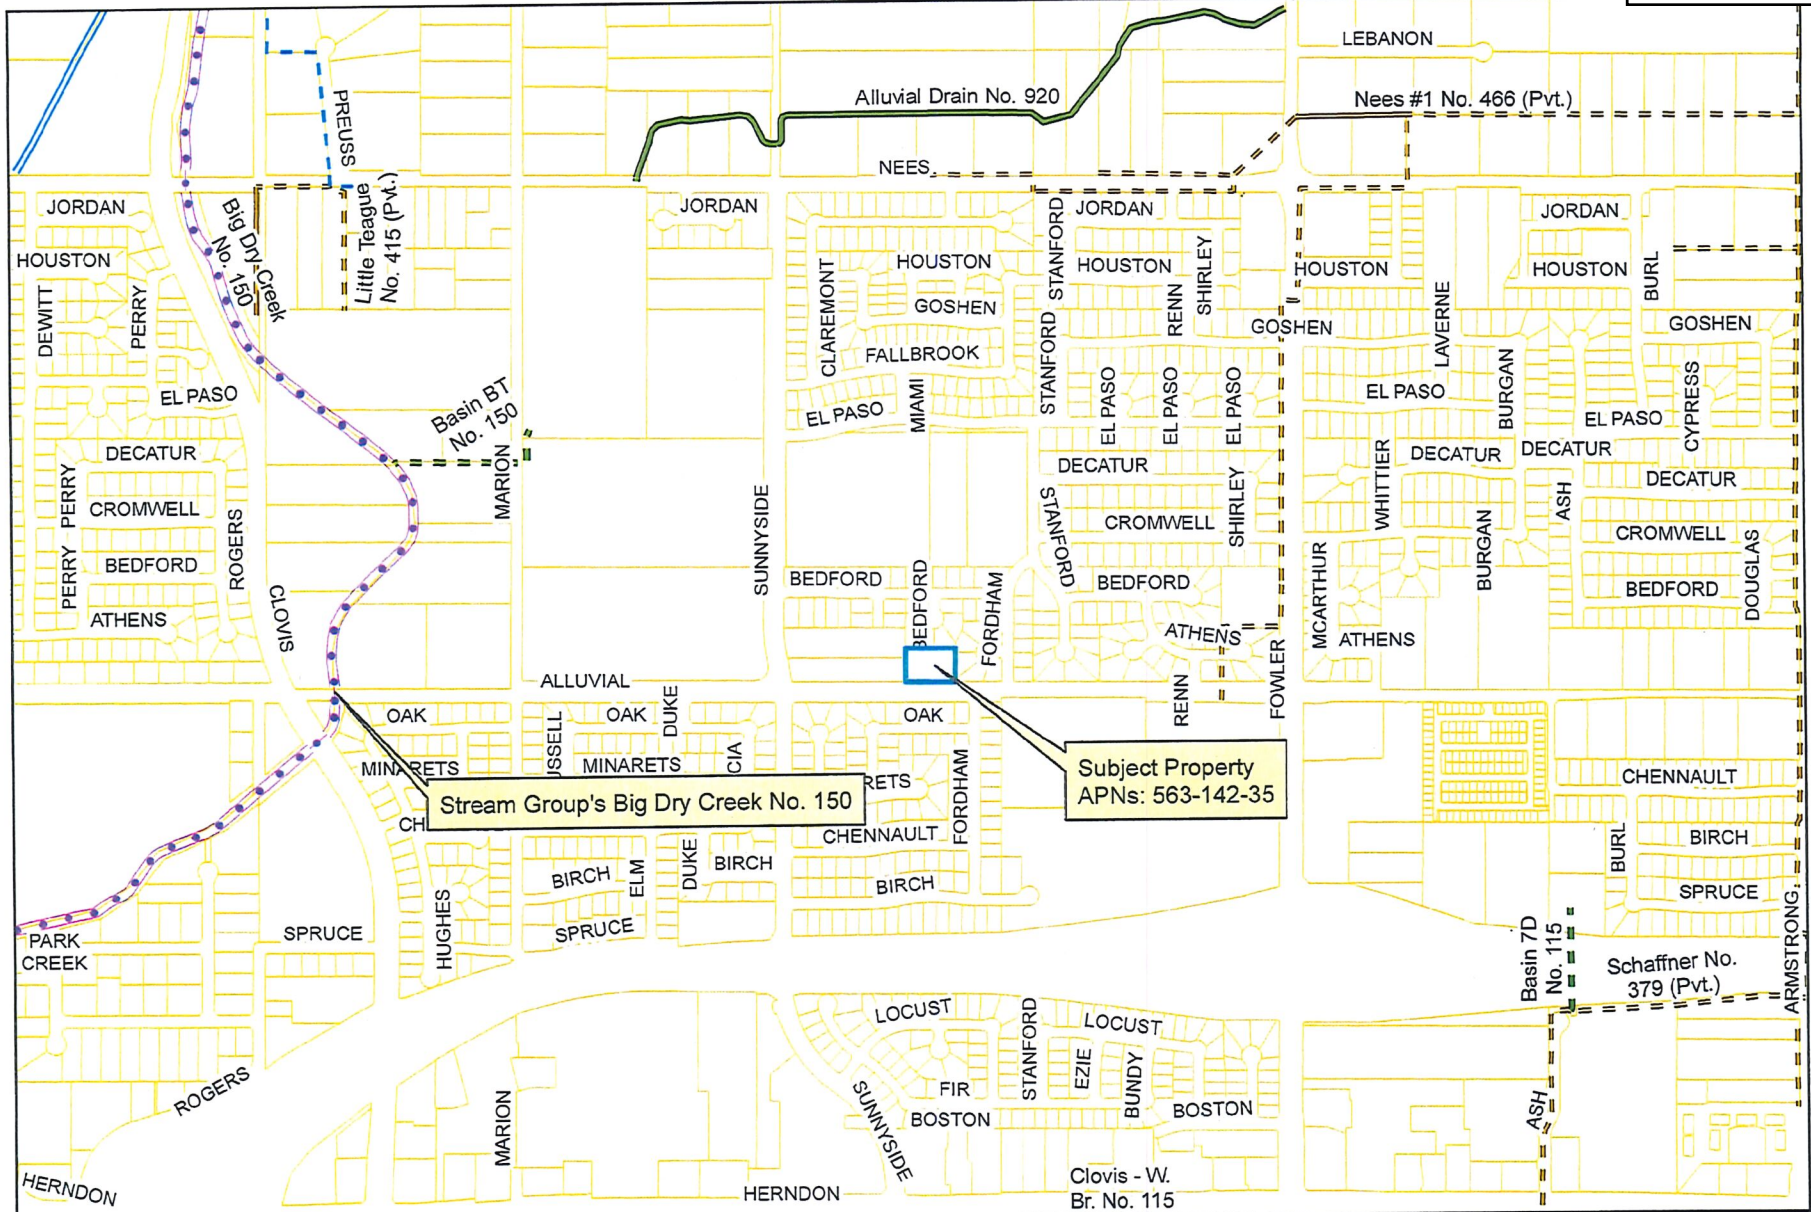 LEBANON
PREUSS
Alluvial Drain No. 920
Nees #1 No. 466 (Pvt.)
NEES
JORDAN
Big Dry Creek
No. 150
Little Teague
No. 415 (Pvt.)
JORDAN
STANFORD
JORDAN
SHIRLEY
JORDAN
HOUSTON
CLAREMONT
HOUSTON
HOUSTON
HOUSTON
HOUSTON
BURL
DEWITT
PERRY
GOSHEN
RENN
GOSHEN
LAVERNE
GOSHEN
FALLBROOK
STANFORD
EL PASO
Basin BT
No. 150
EL PASO
MIAMI
EL PASO
EL PASO
EL PASO
EL PASO
BURGAN
EL PASO
CYPRESS
DECATUR
MARION
DECATUR
WHITTIER
DECATUR
DECATUR
DECATUR
PERRY
CROMWELL
ROGERS
SUNNYSIDE
STANFORD
CROMWELL
SHIRLEY
BURGAN
ASH
CROMWELL
PERRY
BEDFORD
CLOVIS
BEDFORD
BEDFORD
FORDHAM
BEDFORD
MCARTHUR
BEDFORD
DOUGLAS
ATHENS
ATHENS
ATHENS
ALLUVIAL
RENN
FOWLER
OAK
USSELL
OAK
DUKE
CIA
OAK
MINARETS
MINARETS
RETS
FORDHAM
Subject Property
APNs: 563-142-35
CHENNAULT
Stream Group's Big Dry Creek No. 150
CH
CHENNAULT
BIRCH
ELM
DUKE
BIRCH
BIRCH
BURL
BIRCH
SPRUCE
HUGHES
SPRUCE
SPRUCE
PARK
CREEK
Basin 7D
No. 115
Schaffner No.
379 (Pvt.)
ARMSTRONG
LOCUST
STANFORD
LOCUST
EZIE
BUNDY
ROGERS
MARION
SUNNYSIDE
FIR
BOSTON
BOSTON
ASH
HERNDON
HERNDON
Clovis - W.
Br. No. 115